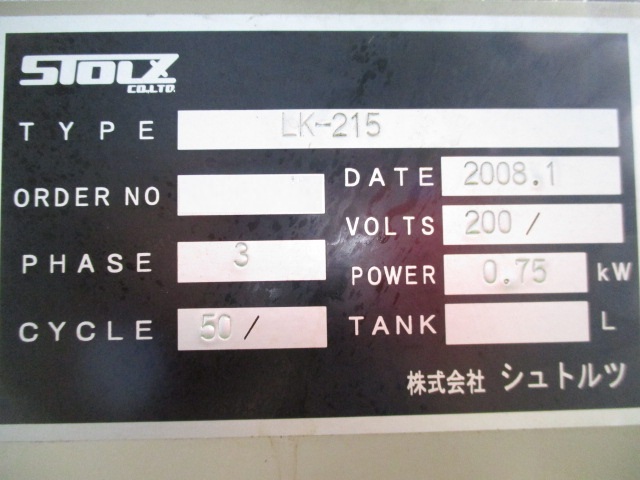 STOLZ
CO.,LTD.
TYPE LK-215
ORDER NO
DATE 2008.1
VOLTS 200 /
PHASE 3
POWER 0.75 kW
CYCLE 50 /
TANK L
株式会社 シュトルツ